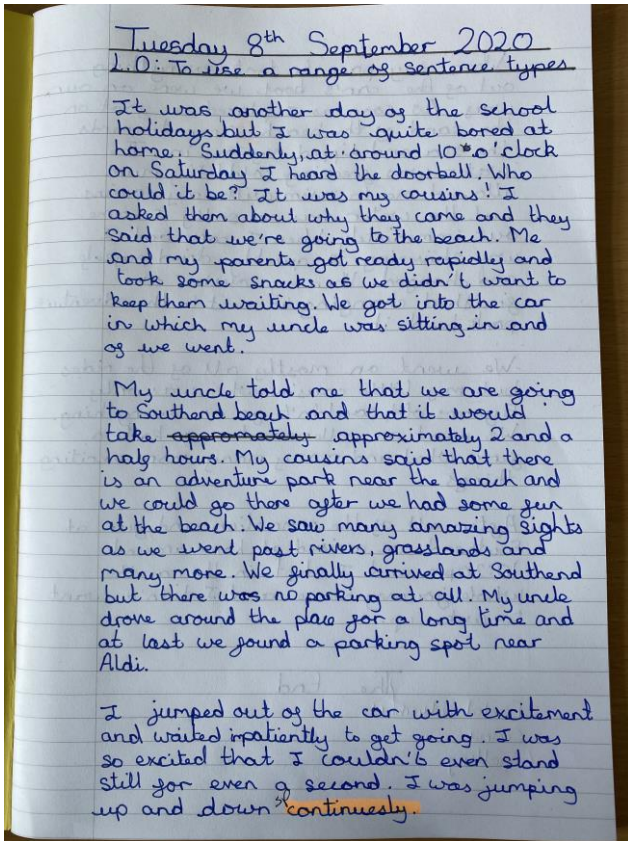 Tuesday 8th September 2020
L.O: To use a range of sentence types
It was another day of the school
holidays but I was quite bored at
home. Suddenly, at around 10 o'clock
on Saturday I heard the doorbell. Who
could it be? It was my cousins! I
asked them about why they came and they
said that we're going to the beach. Me
and my parents got ready rapidly and
took some snacks as we didn't want to
keep them waiting. We got into the car
in which my uncle was sitting in and
of we went.
My uncle told me that we are going
to Southend beach and that it would
take appromately approximately 2 and a
half hours. My cousins said that there
is an adventure park near the beach and
we could go there after we had some fun
at the beach. We saw many amazing sights
as we went past rivers, grasslands and
many more. We finally arrived at Southend
but there was no parking at all. My uncle
drove around the place for a long time and
at last we found a parking spot near
Aldi.
I jumped out of the car with excitement
and waited inpatiently to get going. I was
so excited that I couldn't even stand
still for even a second. I was jumping
up and down sp continuesly.